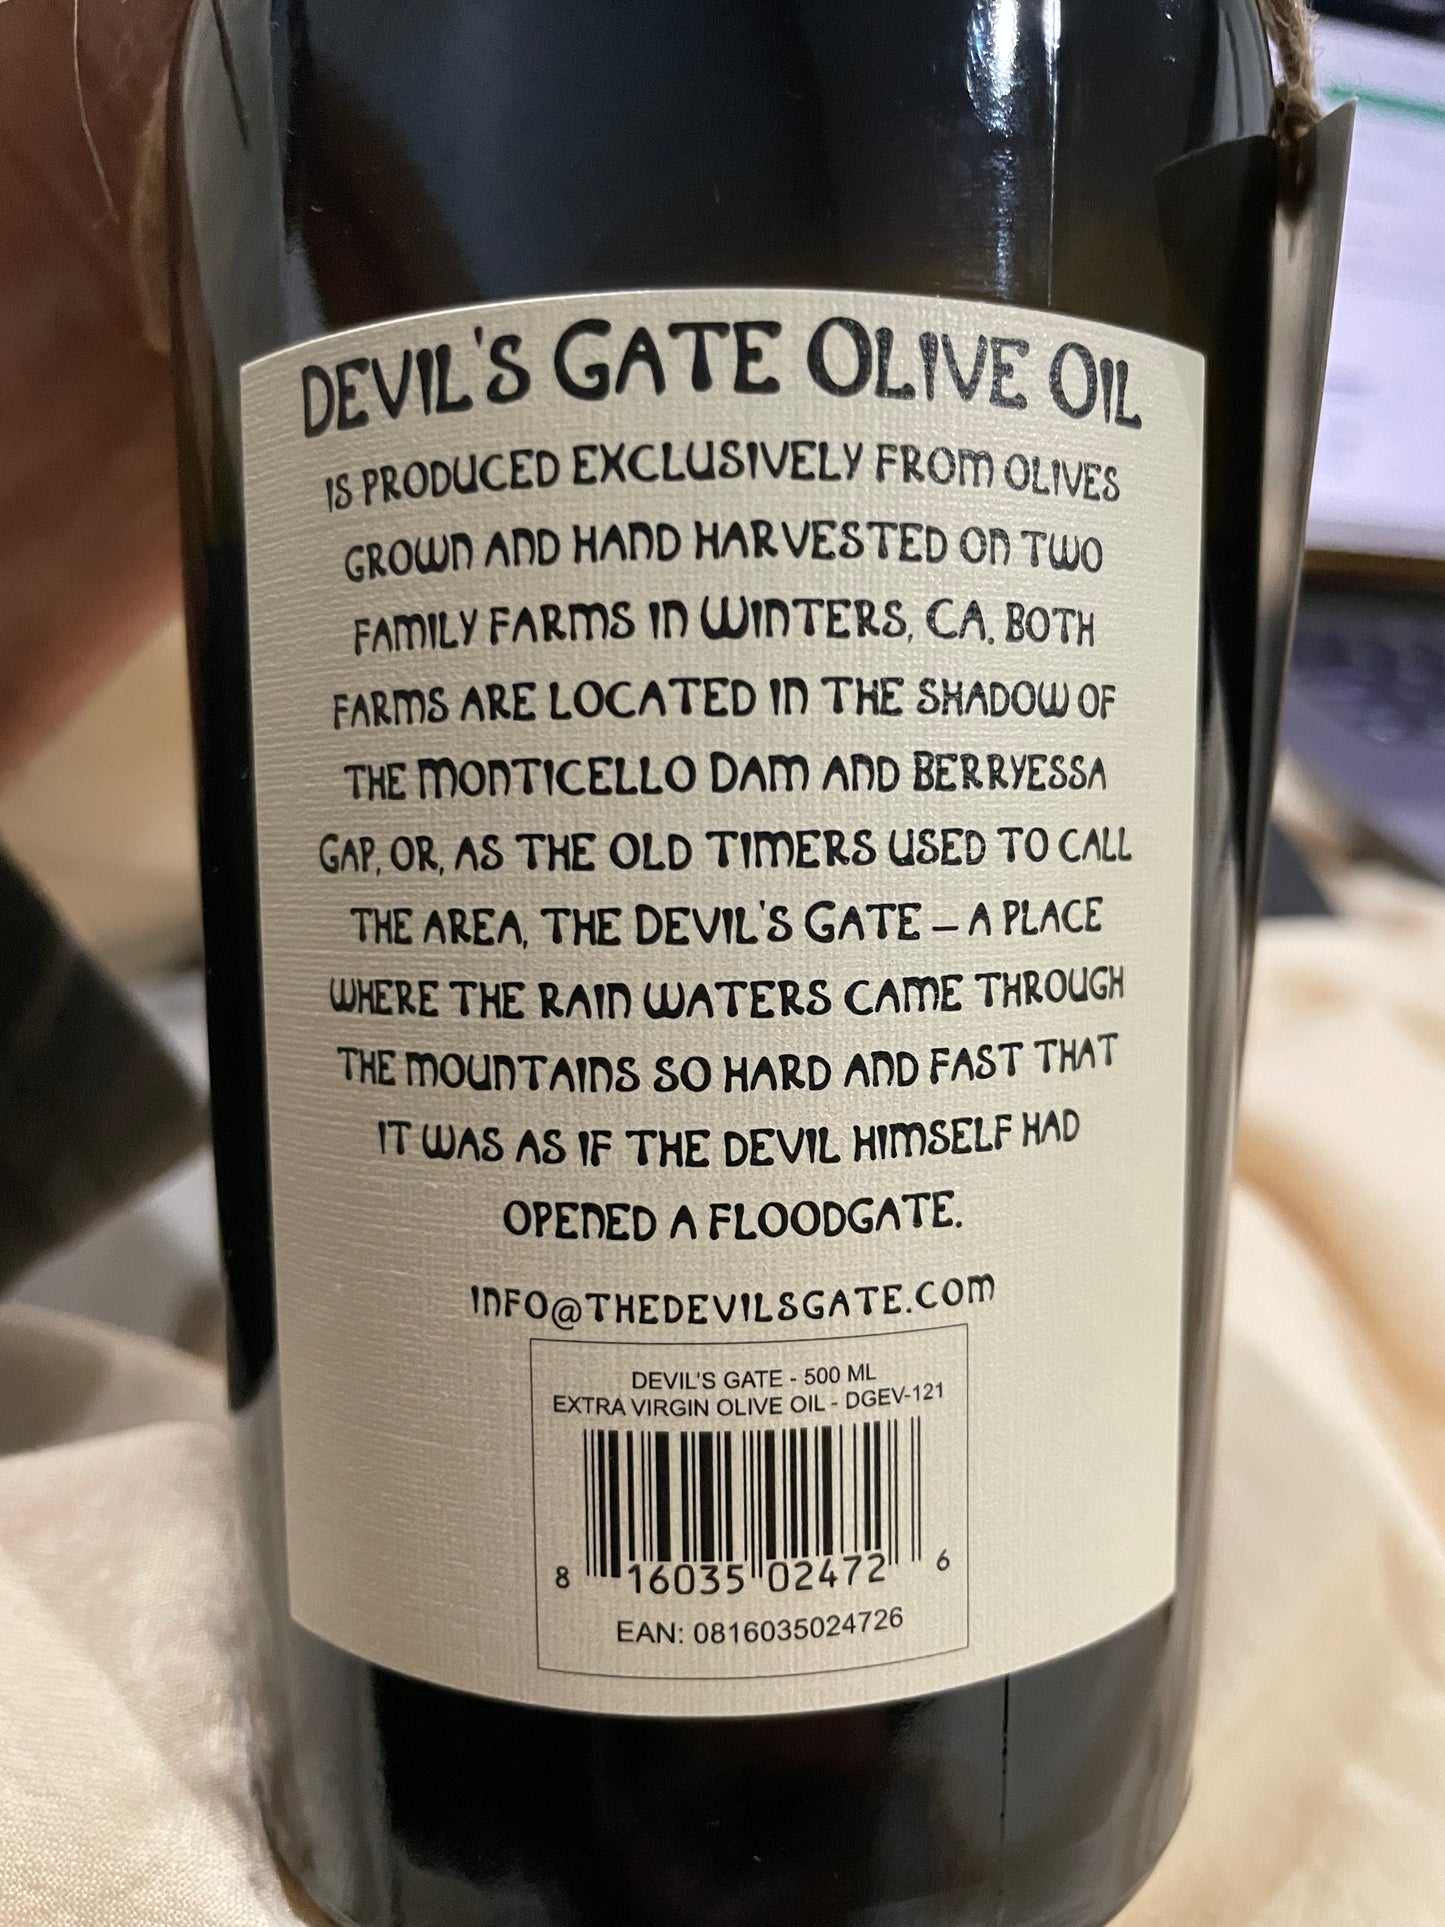 DEVIL'S GATE OLIVE OIL
IS PRODUCED EXCLUSIVELY FROM OLIVES
GROWN AND HAND HARVESTED ON TWO
FAMILY FARMS IN WINTERS, CA. BOTH
FARMS ARE LOCATED IN THE SHADOW OF
THE MONTICELLO DAM AND BERRYESSA
GAP, OR, AS THE OLD TIMERS USED TO CALL
THE AREA, THE DEVIL'S GATE – A PLACE
WHERE THE RAIN WATERS CAME THROUGH
THE MOUNTAINS SO HARD AND FAST THAT
IT WAS AS IF THE DEVIL HIMSELF HAD
OPENED A FLOODGATE.
INFO@THEDEVILSGATE.COM
DEVIL'S GATE - 500 ML
EXTRA VIRGIN OLIVE OIL - DGEV-121
8 16035 02472 6
EAN: 0816035024726